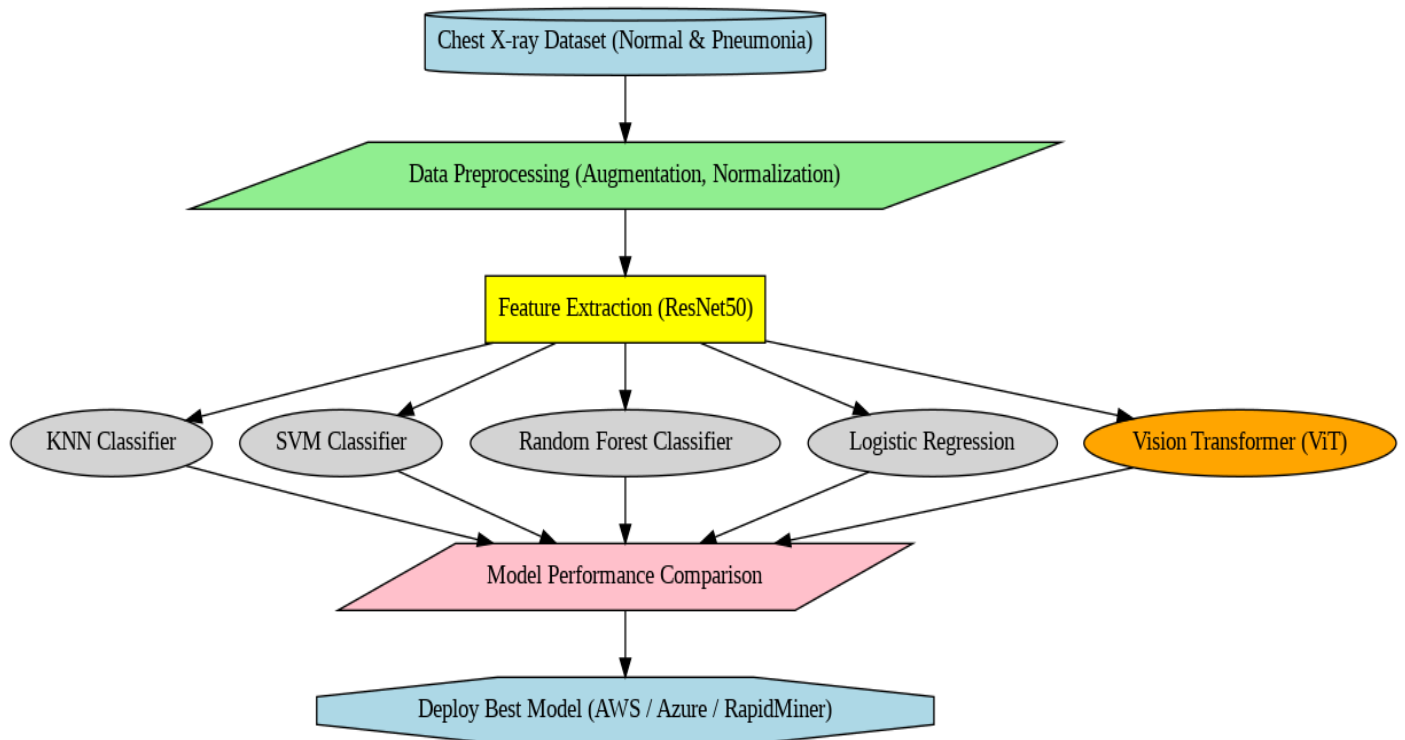 Chest X-ray Dataset (Normal & Pneumonia)
Data Preprocessing (Augmentation, Normalization)
Feature Extraction (ResNet50)
KNN Classifier
SVM Classifier
Random Forest Classifier
Logistic Regression
Vision Transformer (ViT)
Model Performance Comparison
Deploy Best Model (AWS / Azure / RapidMiner)